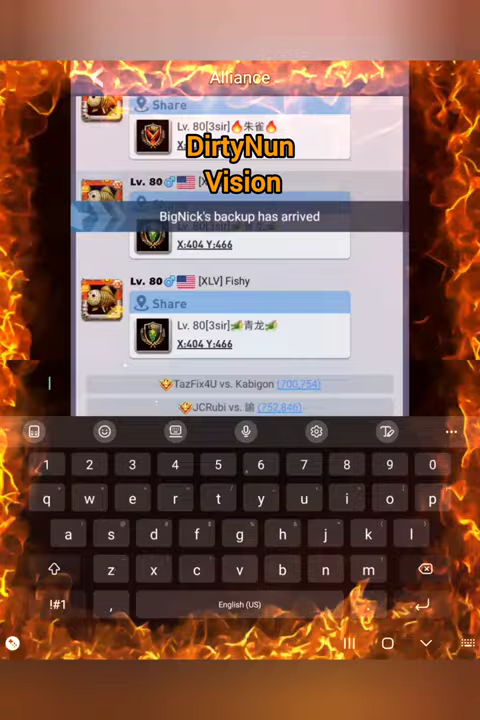 Alliance
Share
Lv. 80[3sir]🔥朱雀🔥
DirtyNun
Vision
Lv. 80 [X
BigNick's backup has arrived
X:404 Y:466
Lv. 80 [XLV] Fishy
Share
Lv. 80[3sir]🐲青龙🐲
X:404 Y:466
TazFix4U vs. Kabigon (700,754)
JCRubi vs. 鍮 (752,846)
1 2 3 4 5 6 7 8 9 0
q w e r t y u i o p
a s d f g h j k l
z x c v b n m
!#1 , English (US) .